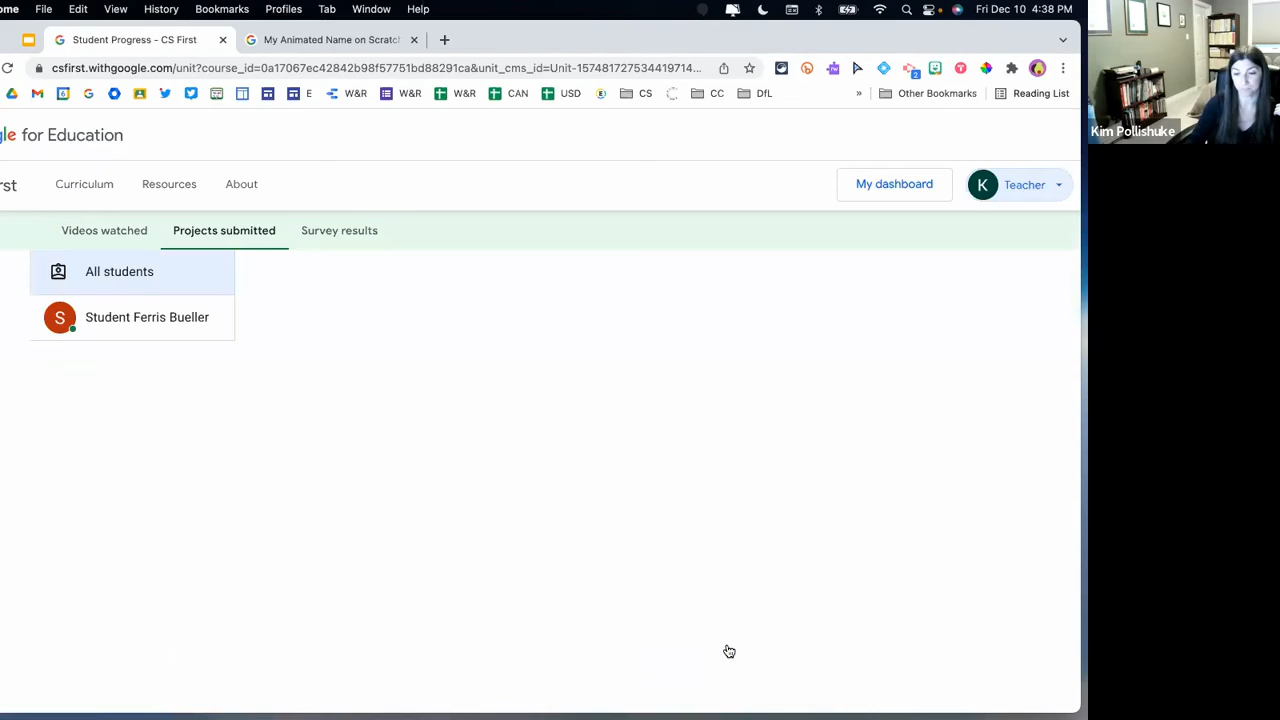 ome File Edit View History Bookmarks Profiles Tab Window Help Fri Dec 10 4:38 PM
Student Progress - CS First My Animated Name on Scratch
csfirst.withgoogle.com/unit?course_id=0a17067ec42842b98f57751bd88291ca&unit_cms_id=Unit-157481727534419714... 2
6 E W&R W&R W&R CAN USD CS CC DfL » Other Bookmarks Reading List
gle for Education
rst Curriculum Resources About My dashboard K Teacher
Videos watched Projects submitted Survey results
All students
S Student Ferris Bueller
Kim Pollishuke